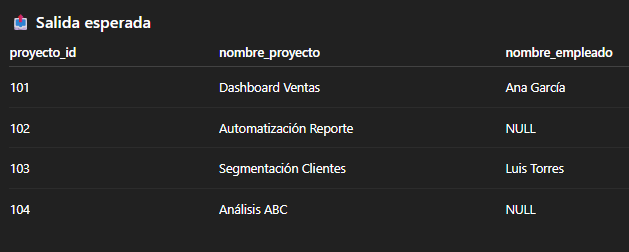 📤 Salida esperada
proyecto_id nombre_proyecto nombre_empleado
101 Dashboard Ventas Ana García
102 Automatización Reporte NULL
103 Segmentación Clientes Luis Torres
104 Análisis ABC NULL